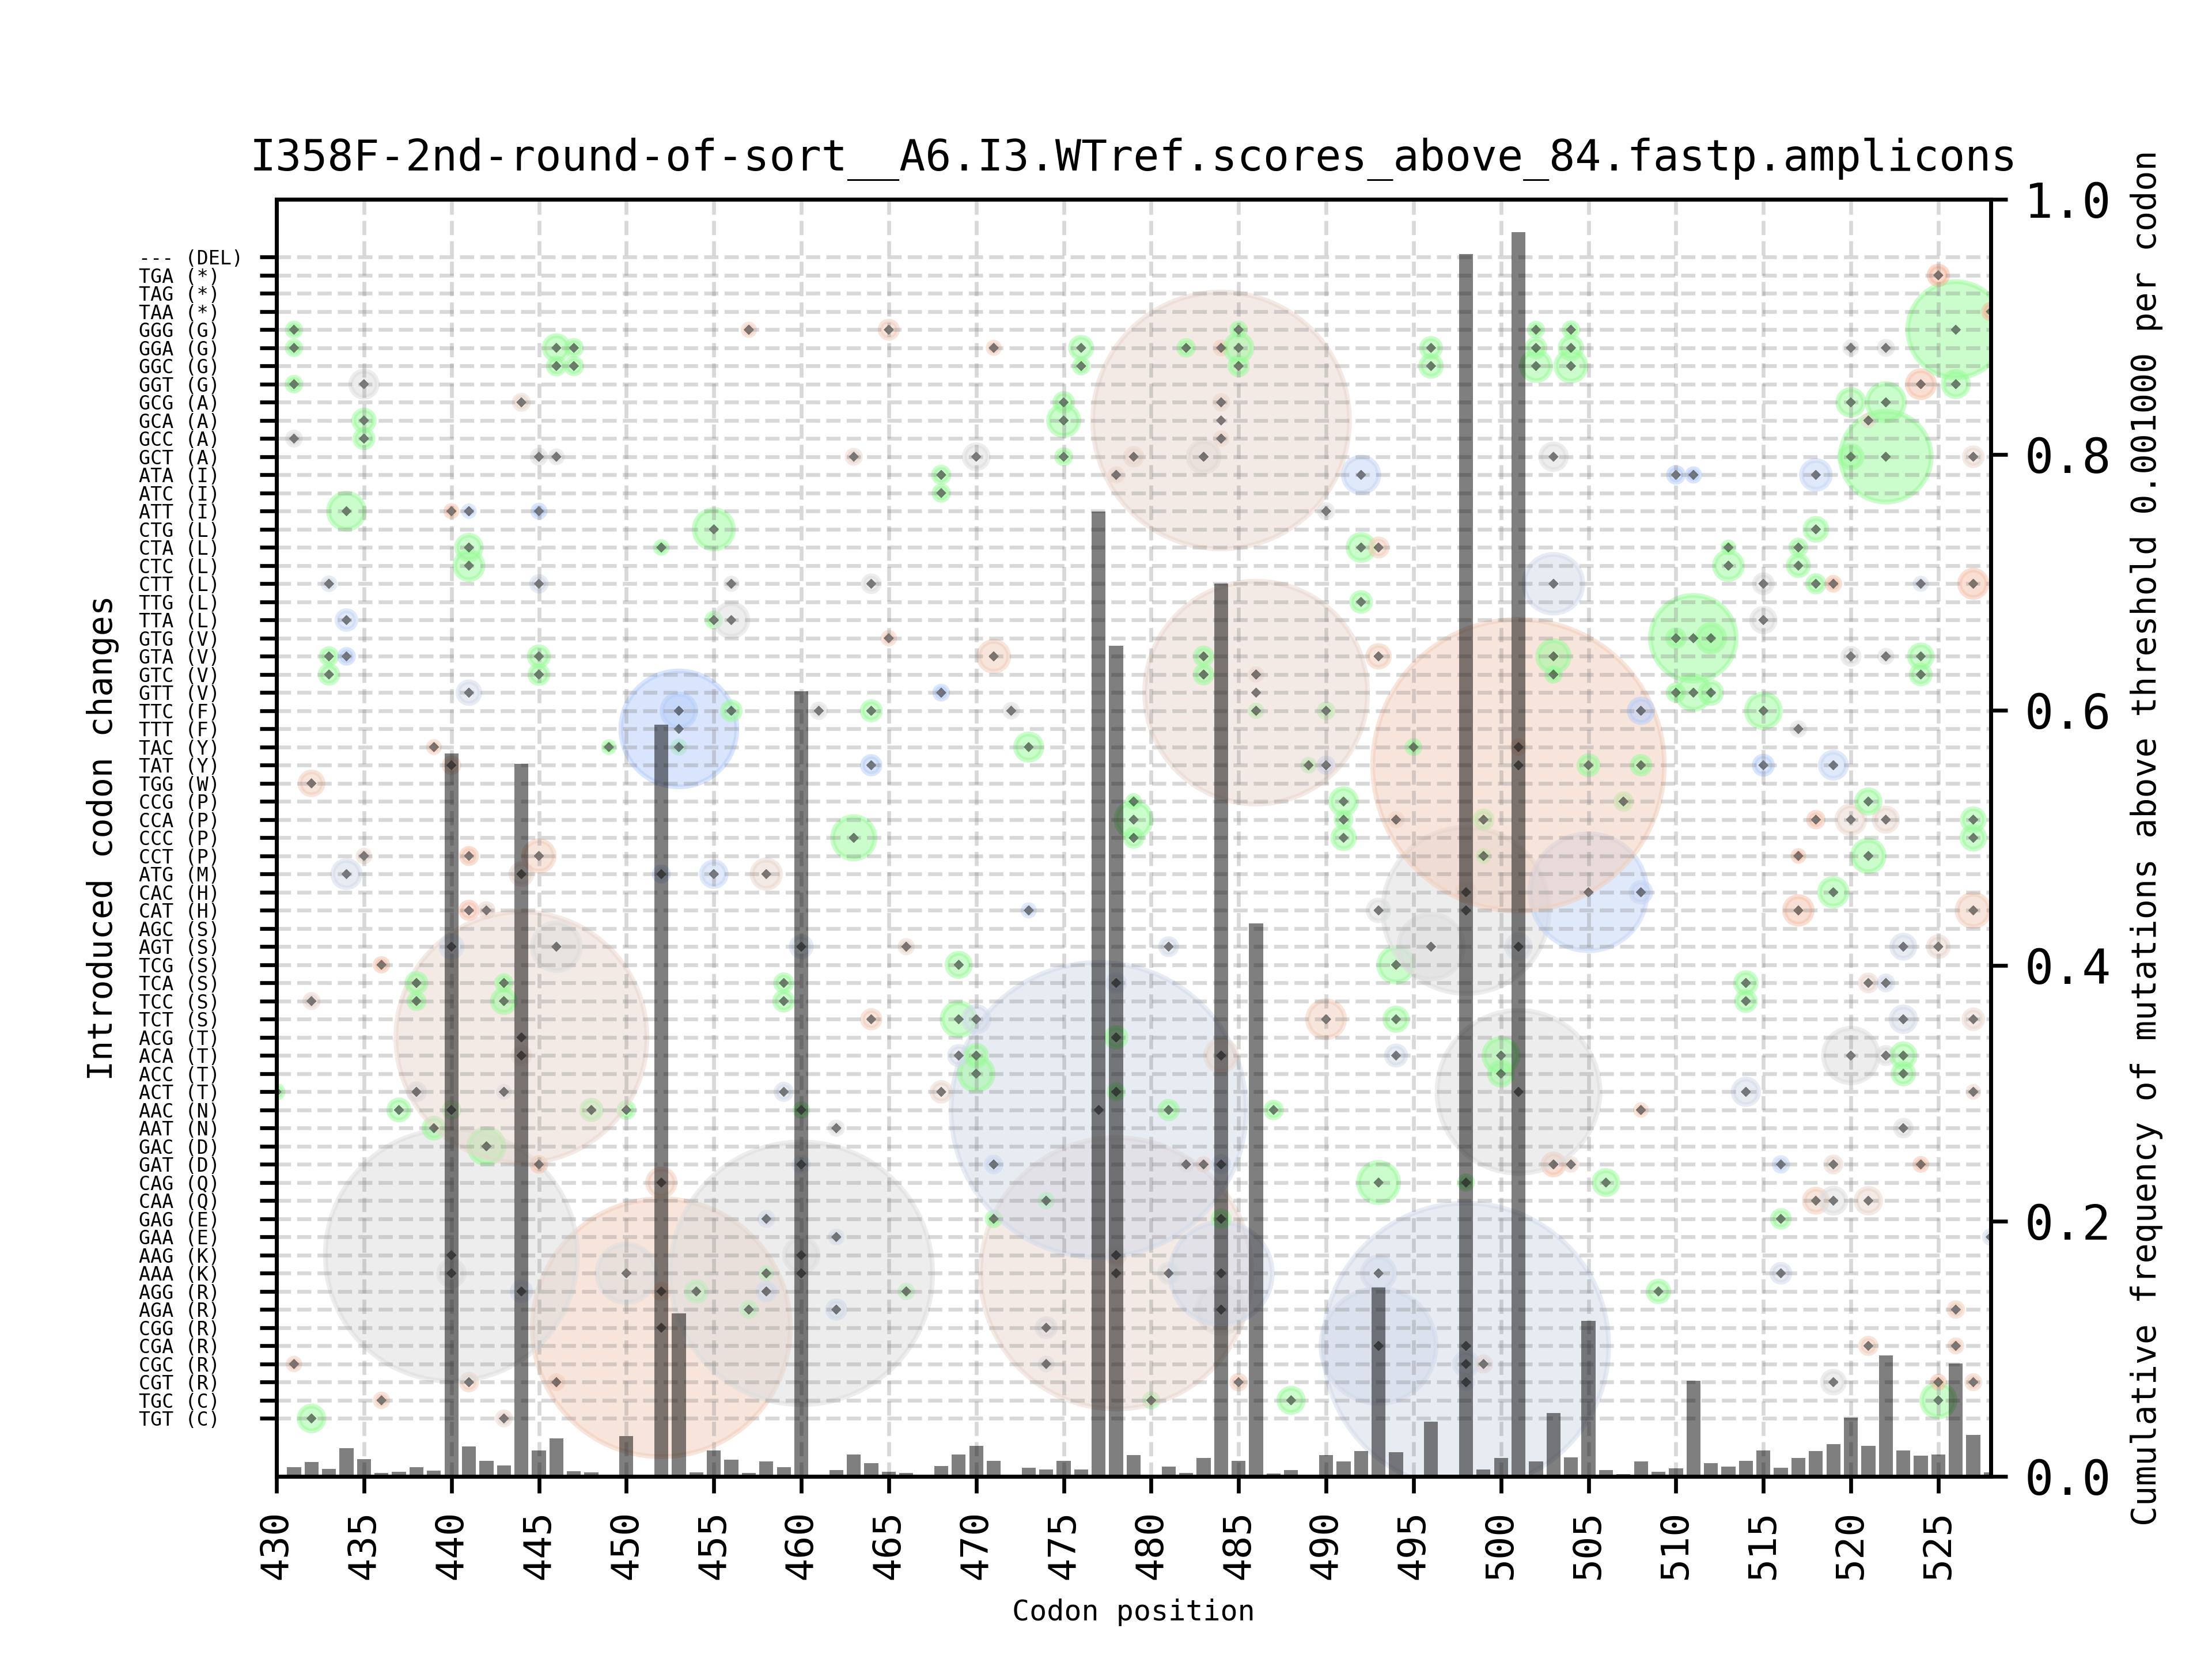 I358F-2nd-round-of-sort__A6.I3.WTref.scores_above_84.fastp.amplicons
Introduced codon changes
--- (DEL)
TGA (*)
TAG (*)
TAA (*)
GGG (G)
GGA (G)
GGC (G)
GGT (G)
GCG (A)
GCA (A)
GCC (A)
GCT (A)
ATA (I)
ATC (I)
ATT (I)
CTG (L)
CTA (L)
CTC (L)
CTT (L)
TTG (L)
TTA (L)
GTG (V)
GTA (V)
GTC (V)
GTT (V)
TTC (F)
TTT (F)
TAC (Y)
TAT (Y)
TGG (W)
CCG (P)
CCA (P)
CCC (P)
CCT (P)
ATG (M)
CAC (H)
CAT (H)
AGC (S)
AGT (S)
TCG (S)
TCA (S)
TCC (S)
TCT (S)
ACG (T)
ACA (T)
ACC (T)
ACT (T)
AAC (N)
AAT (N)
GAC (D)
GAT (D)
CAG (Q)
CAA (Q)
GAG (E)
GAA (E)
AAG (K)
AAA (K)
AGG (R)
AGA (R)
CGG (R)
CGA (R)
CGC (R)
CGT (R)
TGC (C)
TGT (C)
1.0
0.8
0.6
0.4
0.2
0.0
Cumulative frequency of mutations above threshold 0.001000 per codon
430 435 440 445 450 455 460 465 470 475 480 485 490 495 500 505 510 515 520 525
Codon position